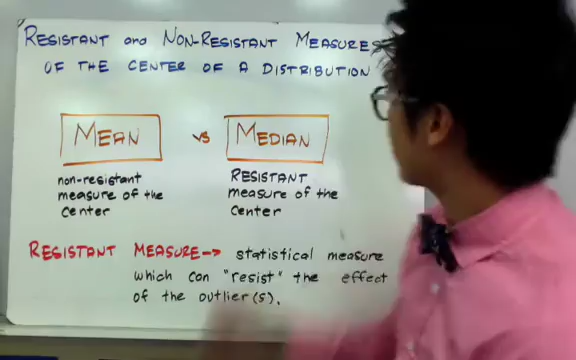 RESISTANT and NON-RESISTANT MEASURES
OF THE CENTER OF A DISTRIBUTION
MEAN vs MEDIAN
non-resistant
measure of the
center
RESISTANT
measure of the
center
RESISTANT MEASURE → statistical measure
which can "resist" the effect
of the outlier(s).